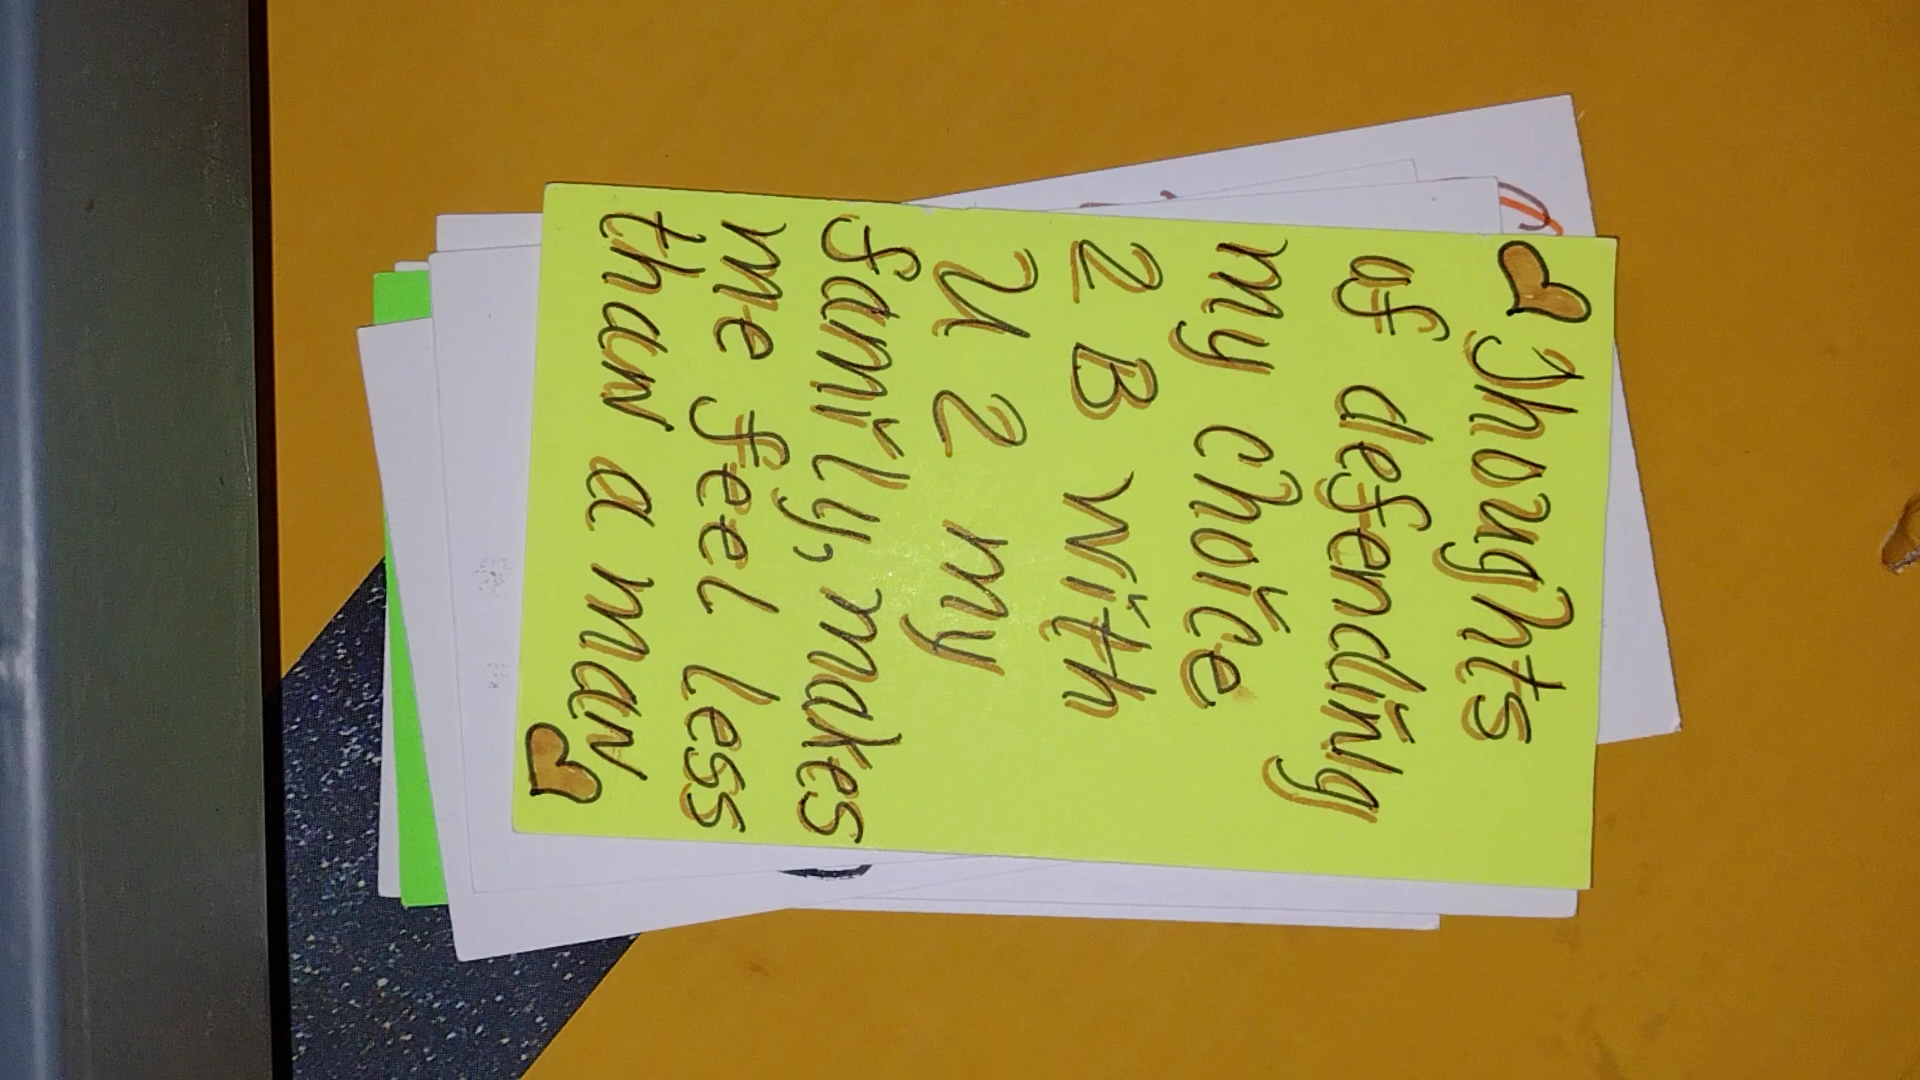 Thoughts
of defending
my choice
2 B with
U 2 my
family, makes
me feel less
than a man